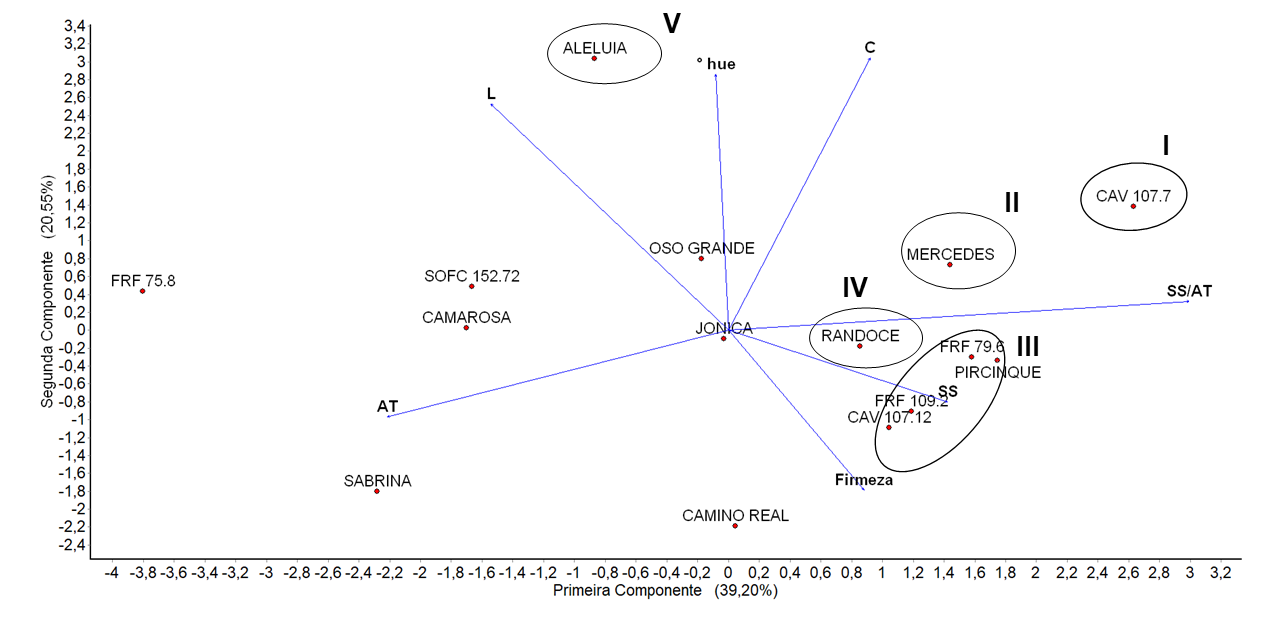 V
3,4
3,2
3
2,8
2,6
2,4
2,2
2
1,8
1,6
1,4
1,2
1
0,8
0,6
0,4
0,2
0
-0,2
-0,4
-0,6
-0,8
-1
-1,2
-1,4
-1,6
-1,8
-2
-2,2
-2,4
Segunda Componente (20,55%)
ALELUIA
C
° hue
L
I
CAV 107.7
II
MERCEDES
OSO GRANDE
SOFC 152.72
FRF 75.8
SS/AT
IV
CAMAROSA
JONICA
RANDOCE
FRF 79.6
III
PIRCINQUE
SS
FRF 109.2
AT
CAV 107.12
Firmeza
SABRINA
CAMINO REAL
-4 -3,8 -3,6 -3,4 -3,2 -3 -2,8 -2,6 -2,4 -2,2 -2 -1,8 -1,6 -1,4 -1,2 -1 -0,8 -0,6 -0,4 -0,2 0 0,2 0,4 0,6 0,8 1 1,2 1,4 1,6 1,8 2 2,2 2,4 2,6 2,8 3 3,2
Primeira Componente (39,20%)